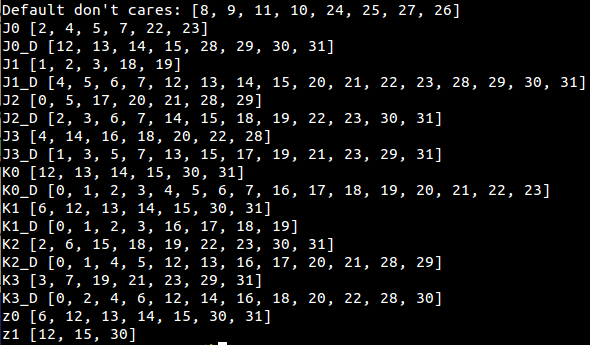 Default don't cares: [8, 9, 11, 10, 24, 25, 27, 26]
J0 [2, 4, 5, 7, 22, 23]
J0_D [12, 13, 14, 15, 28, 29, 30, 31]
J1 [1, 2, 3, 18, 19]
J1_D [4, 5, 6, 7, 12, 13, 14, 15, 20, 21, 22, 23, 28, 29, 30, 31]
J2 [0, 5, 17, 20, 21, 28, 29]
J2_D [2, 3, 6, 7, 14, 15, 18, 19, 22, 23, 30, 31]
J3 [4, 14, 16, 18, 20, 22, 28]
J3_D [1, 3, 5, 7, 13, 15, 17, 19, 21, 23, 29, 31]
K0 [12, 13, 14, 15, 30, 31]
K0_D [0, 1, 2, 3, 4, 5, 6, 7, 16, 17, 18, 19, 20, 21, 22, 23]
K1 [6, 12, 13, 14, 15, 30, 31]
K1_D [0, 1, 2, 3, 16, 17, 18, 19]
K2 [2, 6, 15, 18, 19, 22, 23, 30, 31]
K2_D [0, 1, 4, 5, 12, 13, 16, 17, 20, 21, 28, 29]
K3 [3, 7, 19, 21, 23, 29, 31]
K3_D [0, 2, 4, 6, 12, 14, 16, 18, 20, 22, 28, 30]
z0 [6, 12, 13, 14, 15, 30, 31]
z1 [12, 15, 30]